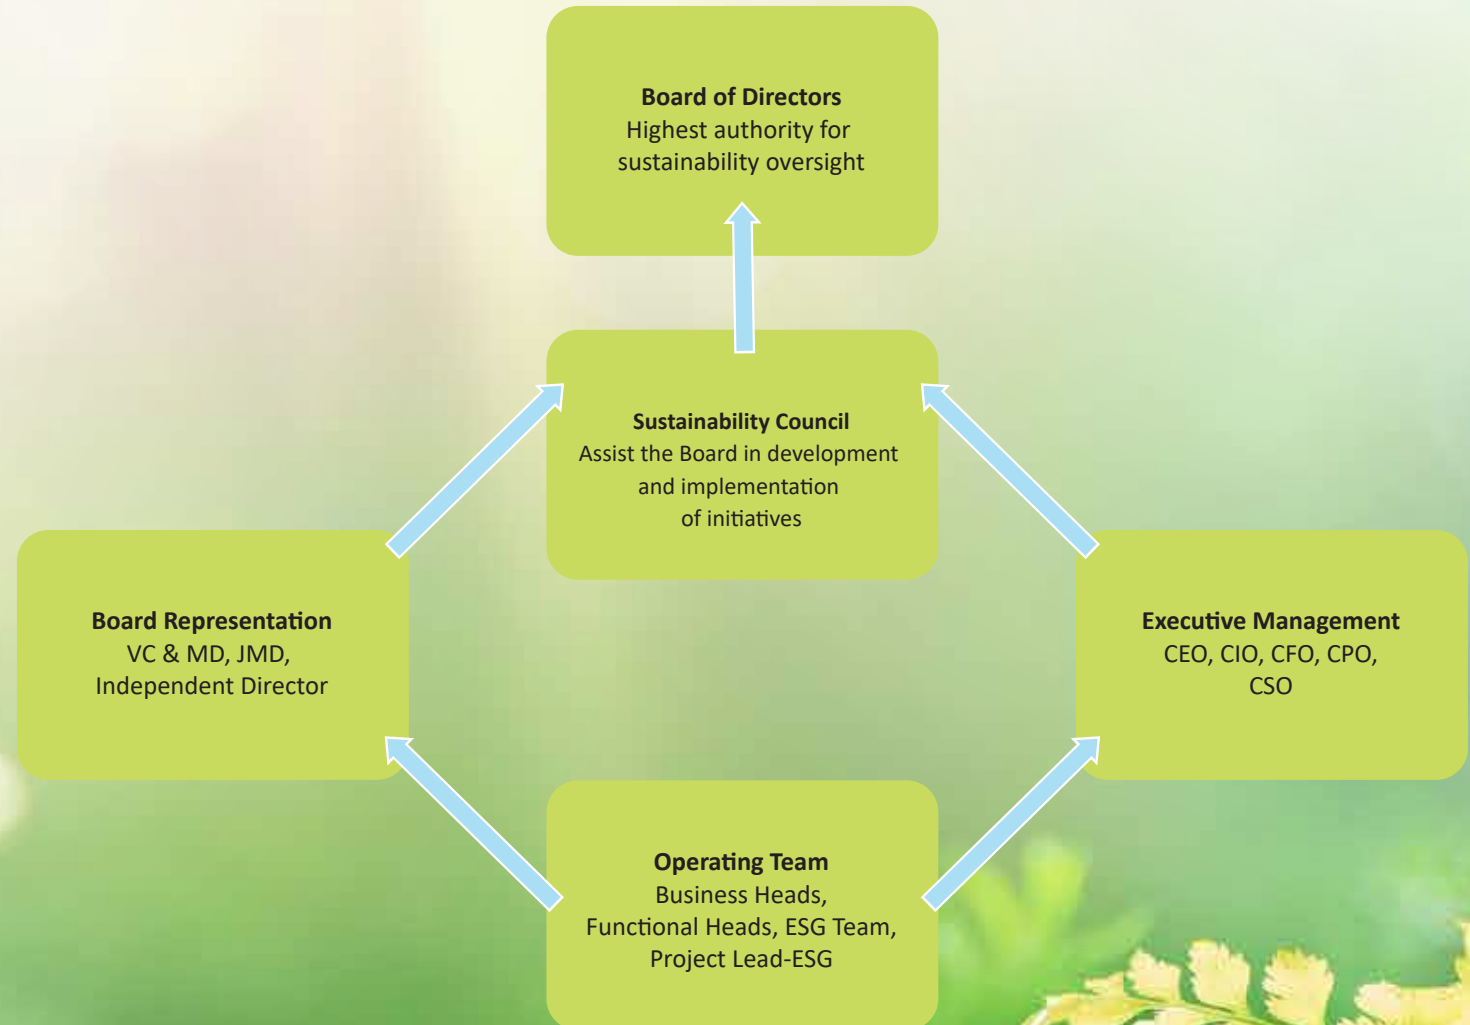 Board of Directors
Highest authority for
sustainability oversight
Sustainability Council
Assist the Board in development
and implementation
of initiatives
Board Representation
VC & MD, JMD,
Independent Director
Executive Management
CEO, CIO, CFO, CPO,
CSO
Operating Team
Business Heads,
Functional Heads, ESG Team,
Project Lead-ESG